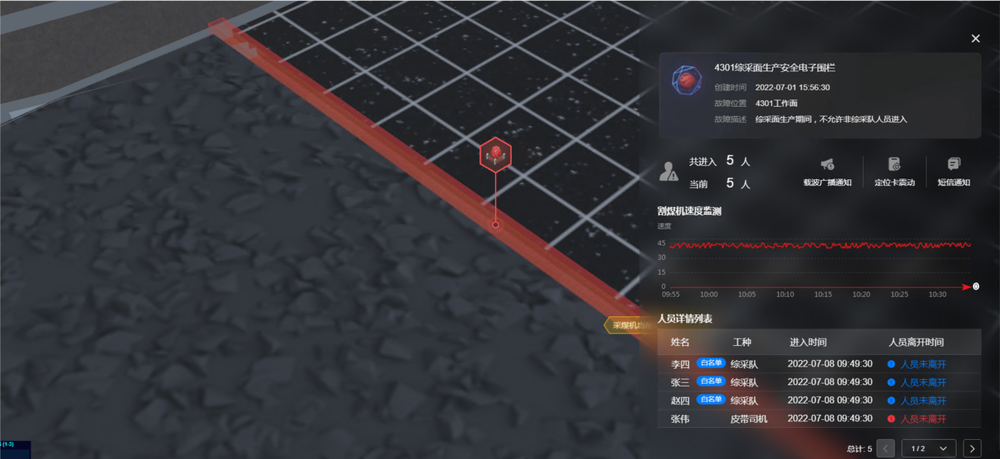 4301综采面生产安全电子围栏
创建时间 2022-07-01 15:56:30
故障位置 4301工作面
故障描述 综采面生产期间，不允许非综采队人员进入
共进入 5 人
当前 5 人
载波广播通知 定位卡震动 短信通知
割煤机速度监测
速度
45
30
15
0
0
09:55 10:00 10:05 10:10 10:15 10:20 10:25 10:30
采煤机当
人员详情列表
姓名 工种 进入时间 人员离开时间
李四 白名单 综采队 2022-07-08 09:49:30 人员未离开
张三 白名单 综采队 2022-07-08 09:49:30 人员未离开
赵四 白名单 综采队 2022-07-08 09:49:30 人员未离开
张伟 皮带司机 2022-07-08 09:49:30 人员未离开
(1-3)
总计: 5 1 / 2